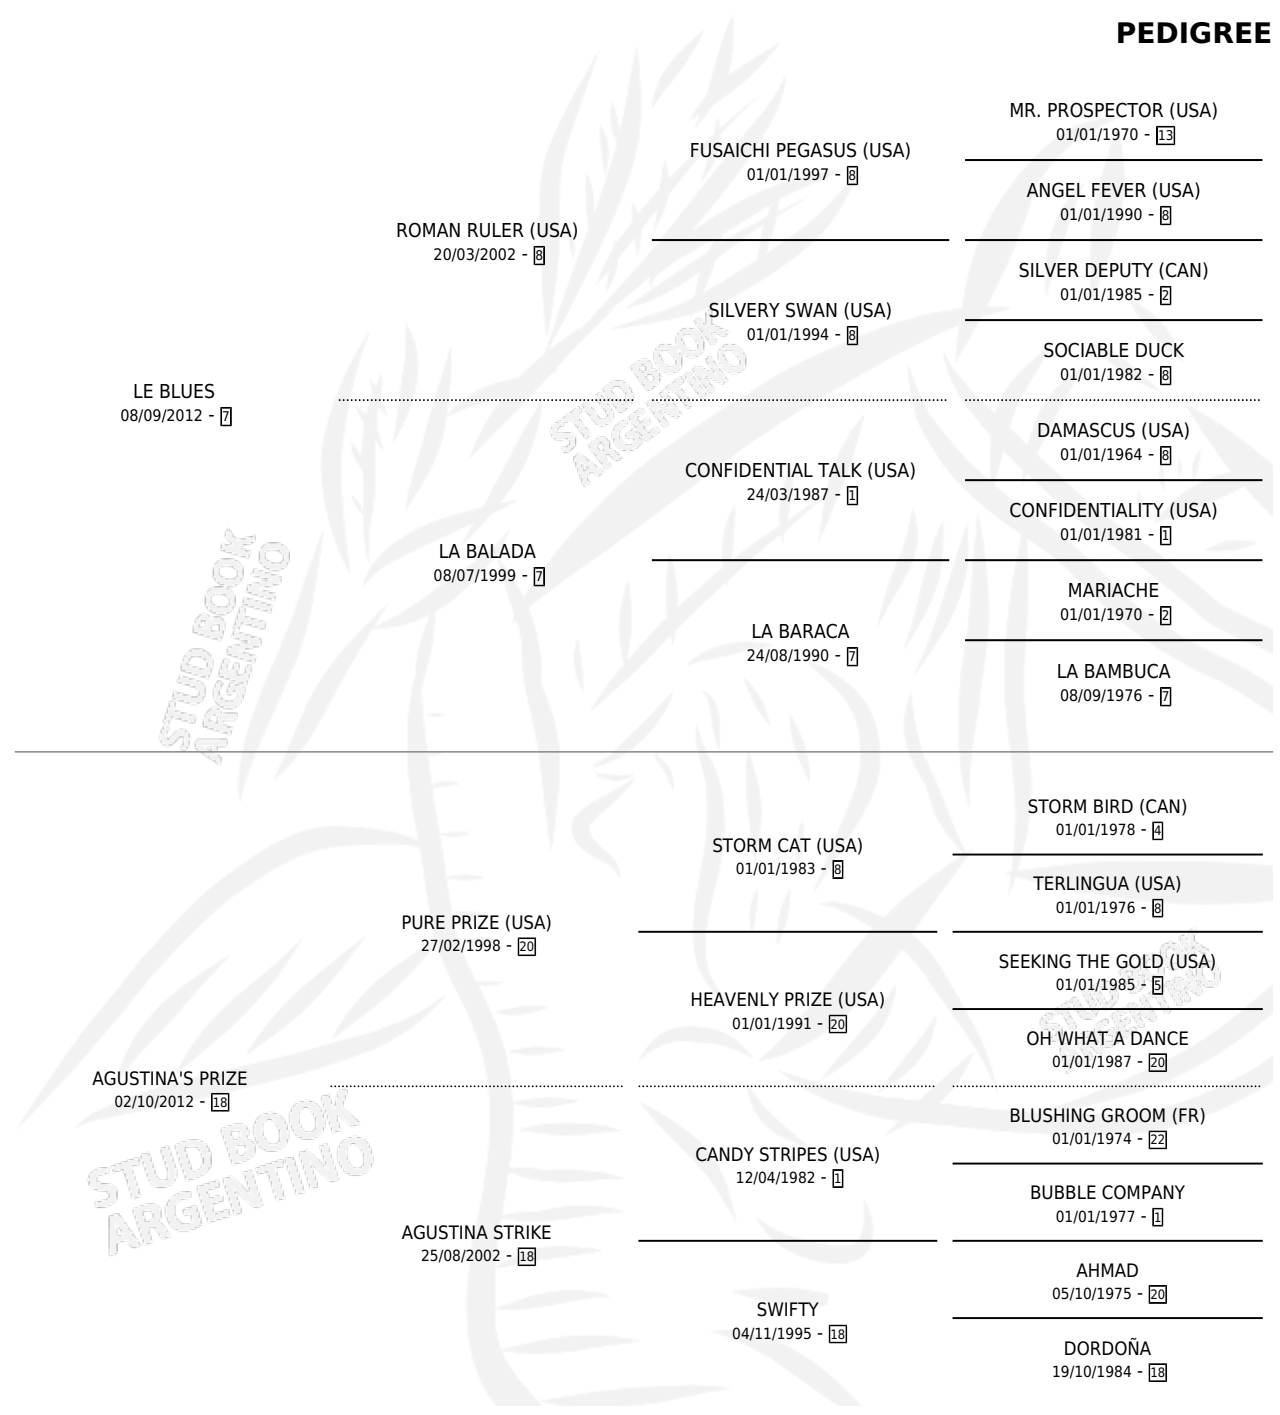 PEDIGREE
MR. PROSPECTOR (USA)
01/01/1970 - 13
FUSAICHI PEGASUS (USA)
01/01/1997 - 8
ANGEL FEVER (USA)
01/01/1990 - 8
ROMAN RULER (USA)
20/03/2002 - 8
SILVER DEPUTY (CAN)
01/01/1985 - 2
SILVERY SWAN (USA)
01/01/1994 - 8
SOCIABLE DUCK
01/01/1982 - 8
LE BLUES
08/09/2012 - 7
DAMASCUS (USA)
01/01/1964 - 8
CONFIDENTIAL TALK (USA)
24/03/1987 - 1
CONFIDENTIALITY (USA)
01/01/1981 - 1
LA BALADA
08/07/1999 - 7
MARIACHE
01/01/1970 - 2
LA BARACA
24/08/1990 - 7
LA BAMBUCA
08/09/1976 - 7
STORM BIRD (CAN)
01/01/1978 - 4
STORM CAT (USA)
01/01/1983 - 8
TERLINGUA (USA)
01/01/1976 - 8
PURE PRIZE (USA)
27/02/1998 - 20
SEEKING THE GOLD (USA)
01/01/1985 - 5
HEAVENLY PRIZE (USA)
01/01/1991 - 20
OH WHAT A DANCE
01/01/1987 - 20
AGUSTINA'S PRIZE
02/10/2012 - 18
BLUSHING GROOM (FR)
01/01/1974 - 22
CANDY STRIPES (USA)
12/04/1982 - 1
BUBBLE COMPANY
01/01/1977 - 1
AGUSTINA STRIKE
25/08/2002 - 18
AHMAD
05/10/1975 - 20
SWIFTY
04/11/1995 - 18
DORDOÑA
19/10/1984 - 18
STUD BOOK
ARGENTINO
STUD BOOK
ARGENTINO
STUD BOOK
ARGENTINO
STUD BOOK
ARGENTINO